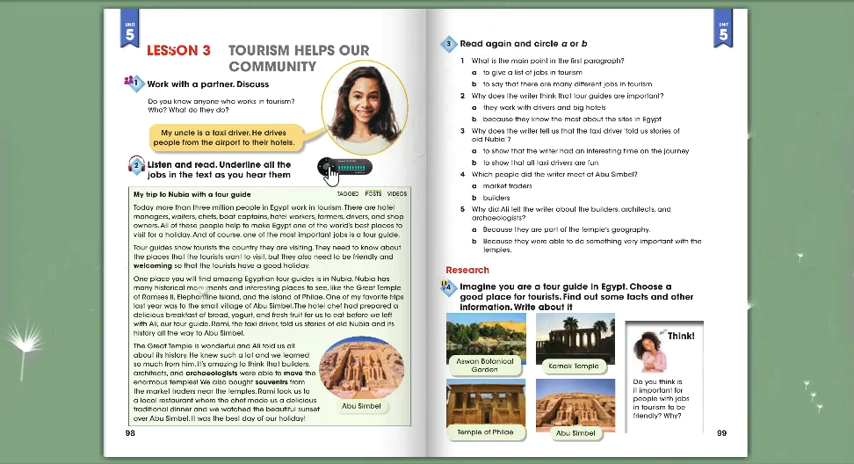 UNIT
5
LESSON 3 TOURISM HELPS OUR
COMMUNITY
1 Work with a partner. Discuss
Do you know anyone who works in tourism?
Who? What do they do?
My uncle is a taxi driver. He drives
people from the airport to their hotels.
2 Listen and read. Underline all the
jobs in the text as you hear them
My trip to Nubia with a tour guide
TAGGED POSTS VIDEOS
Today more than three million people in Egypt work in tourism. There are hotel
managers, waiters, chefs, boat captains, hotel workers, farmers, drivers, and shop
owners. All of these people help to make Egypt one of the world's best places to
visit for a holiday. And of course, one of the most important jobs is a tour guide.
Tour guides show tourists the country they are visiting. They need to know about
the places that the tourists want to visit, but they also need to be friendly and
welcoming so that the tourists have a good holiday.
One place you will find amazing Egyptian tour guides is in Nubia. Nubia has
many historical monuments and interesting places to see, like the Great Temple
of Ramses II, Elephantine Island, and the island of Philae. One of my favorite trips
last year was to the small village of Abu Simbel. The hotel chef had prepared a
delicious breakfast of bread, yogurt, and fresh fruit for us to eat before we left
with Ali, our tour guide. Rami, the taxi driver, told us stories of old Nubia and its
history all the way to Abu Simbel.
The Great Temple is wonderful and Ali told us all
about its history. He knew such a lot and we learned
so much from him. It's amazing to think that builders,
architects, and archaeologists were able to move the
enormous temples! We also bought souvenirs from
the market traders near the temples. Rami took us to
a local restaurant where the chef made us a delicious
traditional dinner and we watched the beautiful sunset
over Abu Simbel. It was the best day of our holiday!
Abu Simbel
98
UNIT
5
3 Read again and circle a or b
1 What is the main point in the first paragraph?
a to give a list of jobs in tourism
b to say that there are many different jobs in tourism
2 Why does the writer think that tour guides are important?
a they work with drivers and big hotels
b because they know the most about the sites in Egypt
3 Why does the writer tell us that the taxi driver 'told us stories of
old Nubia'?
a to show that the writer had an interesting time on the journey
b to show that all taxi drivers are fun
4 Which people did the writer meet at Abu Simbel?
a market traders
b builders
5 Why did Ali tell the writer about the builders, architects, and
archaeologists?
a Because they are part of the temple's geography.
b Because they were able to do something very important with the
temples.
Research
4 Imagine you are a tour guide in Egypt. Choose a
good place for tourists. Find out some facts and other
information. Write about it
Aswan Botanical
Garden
Karnak Temple
Temple of Philae
Abu Simbel
Think!
Do you think is
it important for
people with jobs
in tourism to be
friendly? Why?
99